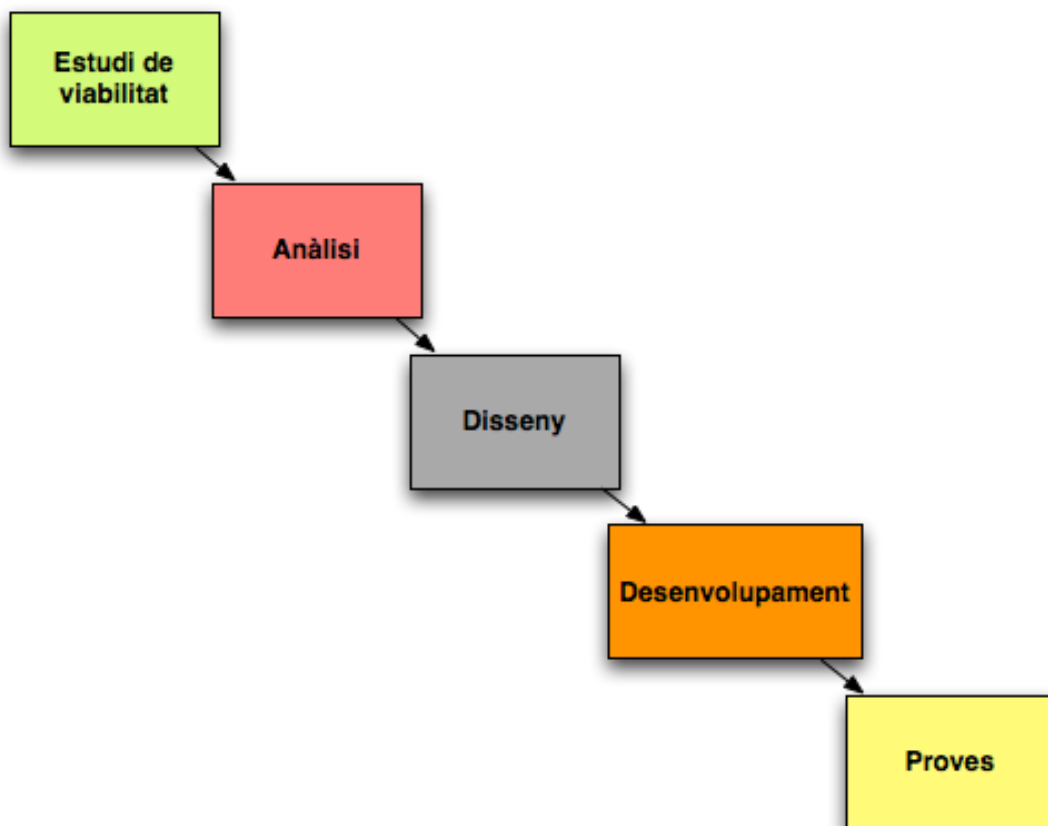 Estudi de
viabilitat
Anàlisi
Disseny
Desenvolupament
Proves